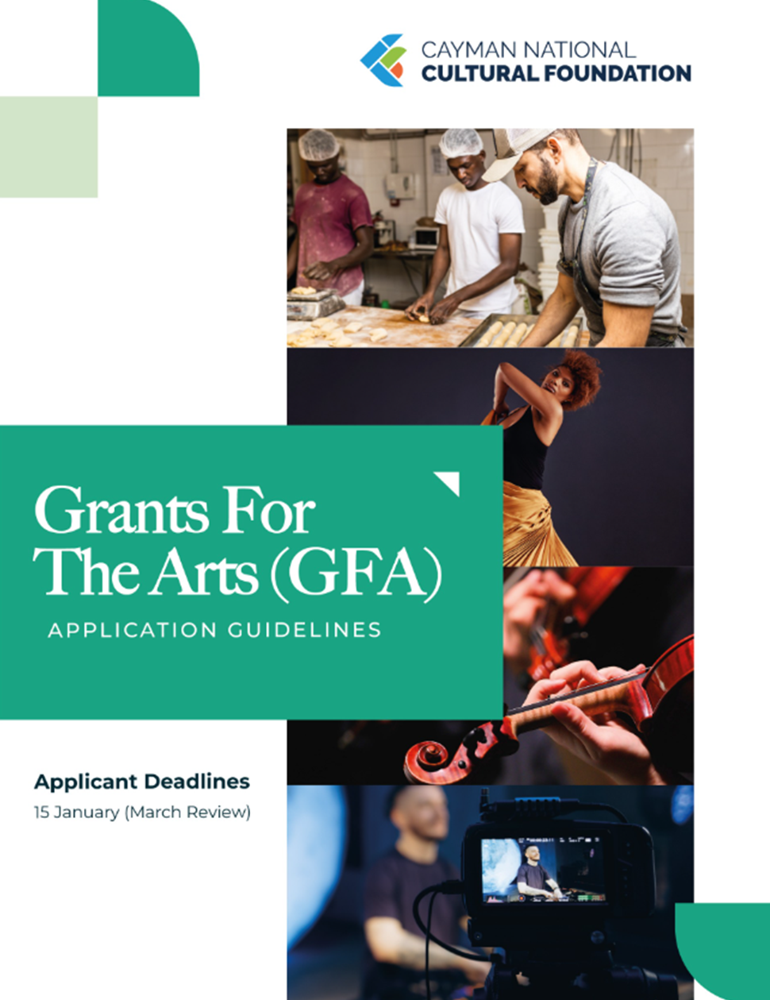 CAYMAN NATIONAL
CULTURAL FOUNDATION
Grants For
The Arts (GFA)
APPLICATION GUIDELINES
Applicant Deadlines
15 January (March Review)